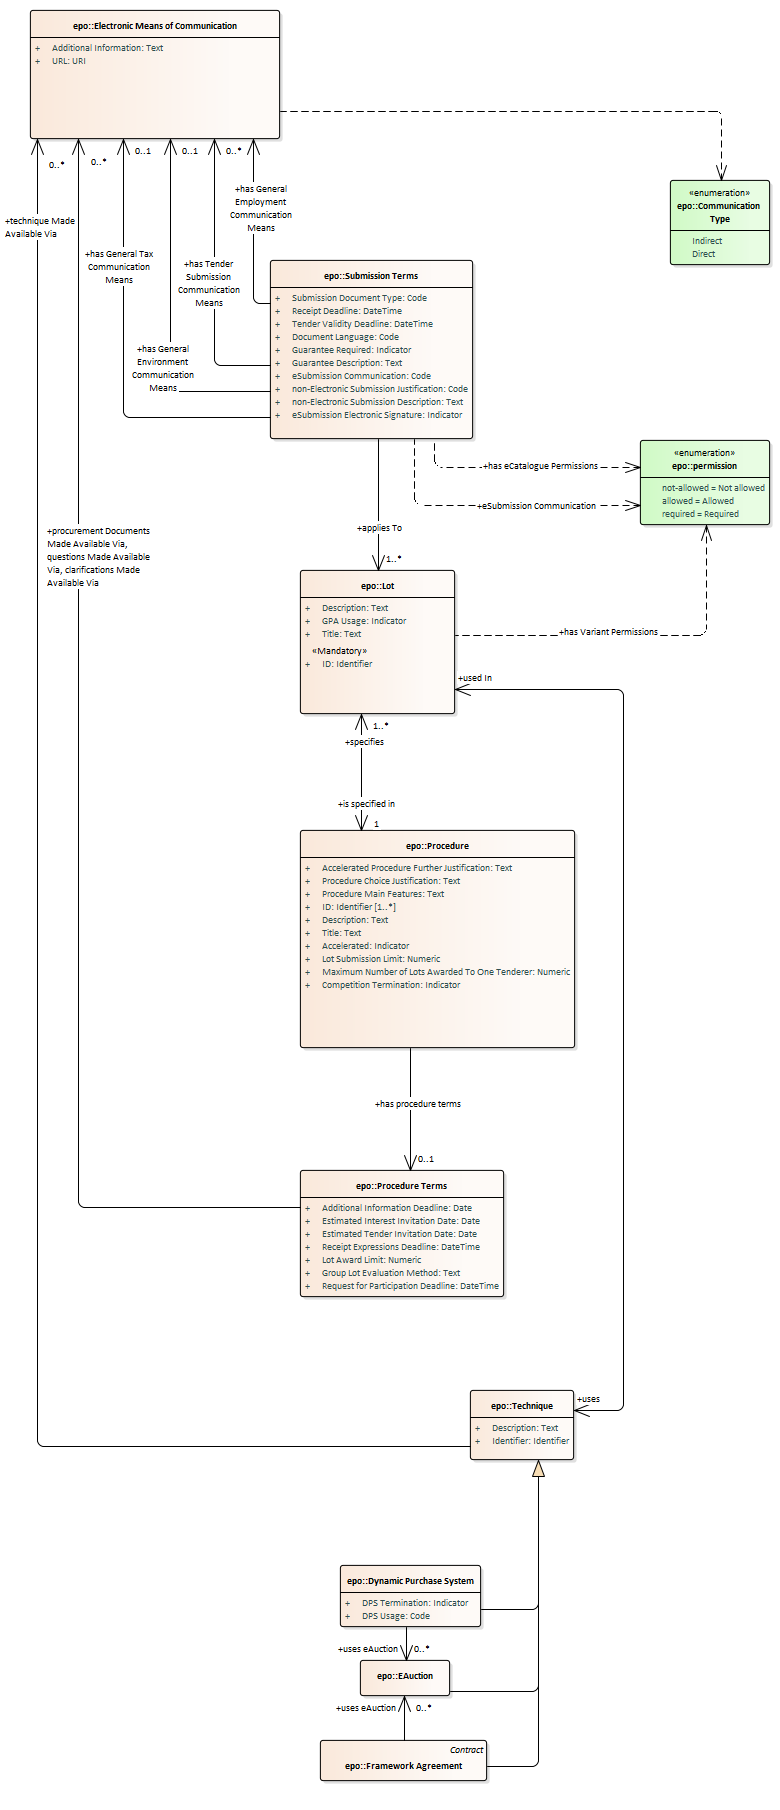 epo::Electronic Means of Communication
+ Additional Information: Text
+ URL: URI
0..*
0..*
0..1
0..1
0..*
+technique Made
Available Via
+has General Tax
Communication
Means
+has General
Environment
Communication
Means
+has Tender
Submission
Communication
Means
+has General
Employment
Communication
Means
«enumeration»
epo::Communication
Type
Indirect
Direct
epo::Submission Terms
+ Submission Document Type: Code
+ Receipt Deadline: DateTime
+ Tender Validity Deadline: DateTime
+ Document Language: Code
+ Guarantee Required: Indicator
+ Guarantee Description: Text
+ eSubmission Communication: Code
+ non-Electronic Submission Justification: Code
+ non-Electronic Submission Description: Text
+ eSubmission Electronic Signature: Indicator
+has eCatalogue Permissions
+eSubmission Communication
«enumeration»
epo::permission
not-allowed = Not allowed
allowed = Allowed
required = Required
+procurement Documents
Made Available Via,
questions Made Available
Via, clarifications Made
Available Via
+applies To
1..*
epo::Lot
+ Description: Text
+ GPA Usage: Indicator
+ Title: Text
«Mandatory»
+ ID: Identifier
+has Variant Permissions
+used In
1..*
+specifies
+is specified in
1
epo::Procedure
+ Accelerated Procedure Further Justification: Text
+ Procedure Choice Justification: Text
+ Procedure Main Features: Text
+ ID: Identifier [1..*]
+ Description: Text
+ Title: Text
+ Accelerated: Indicator
+ Lot Submission Limit: Numeric
+ Maximum Number of Lots Awarded To One Tenderer: Numeric
+ Competition Termination: Indicator
+has procedure terms
0..1
epo::Procedure Terms
+ Additional Information Deadline: Date
+ Estimated Interest Invitation Date: Date
+ Estimated Tender Invitation Date: Date
+ Receipt Expressions Deadline: DateTime
+ Lot Award Limit: Numeric
+ Group Lot Evaluation Method: Text
+ Request for Participation Deadline: DateTime
+uses
epo::Technique
+ Description: Text
+ Identifier: Identifier
epo::Dynamic Purchase System
+ DPS Termination: Indicator
+ DPS Usage: Code
+uses eAuction 0..*
epo::EAuction
+uses eAuction 0..*
Contract
epo::Framework Agreement